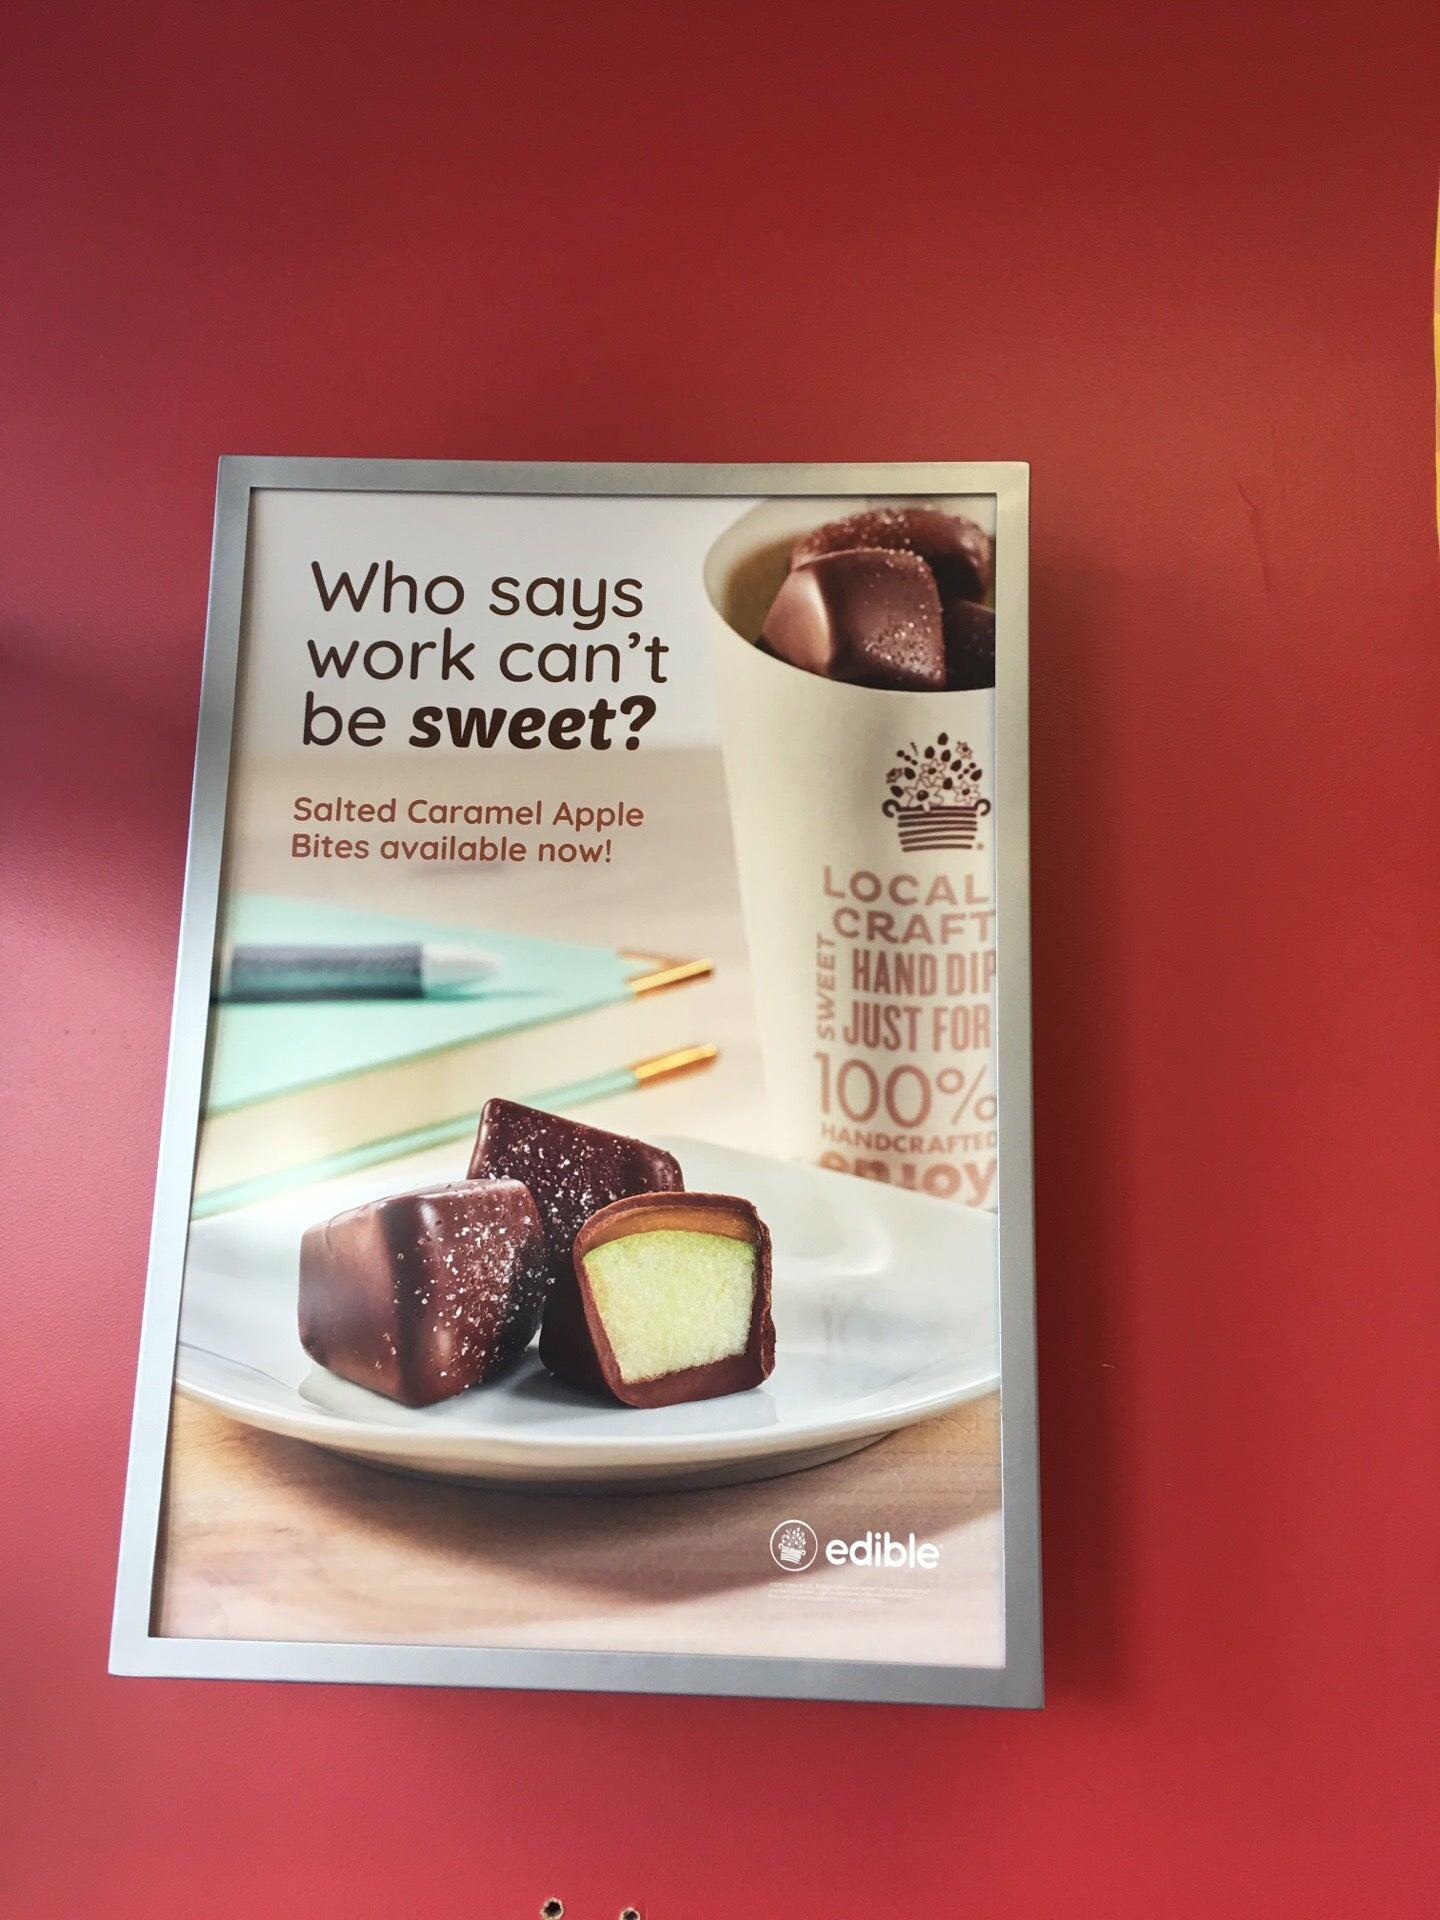 Who says
work can't
be sweet?
Salted Caramel Apple
Bites available now!
LOCAL
CRAFT
SWEET
HAND DIP
JUST FOR
100%
HANDCRAFTED
enjoy
edible